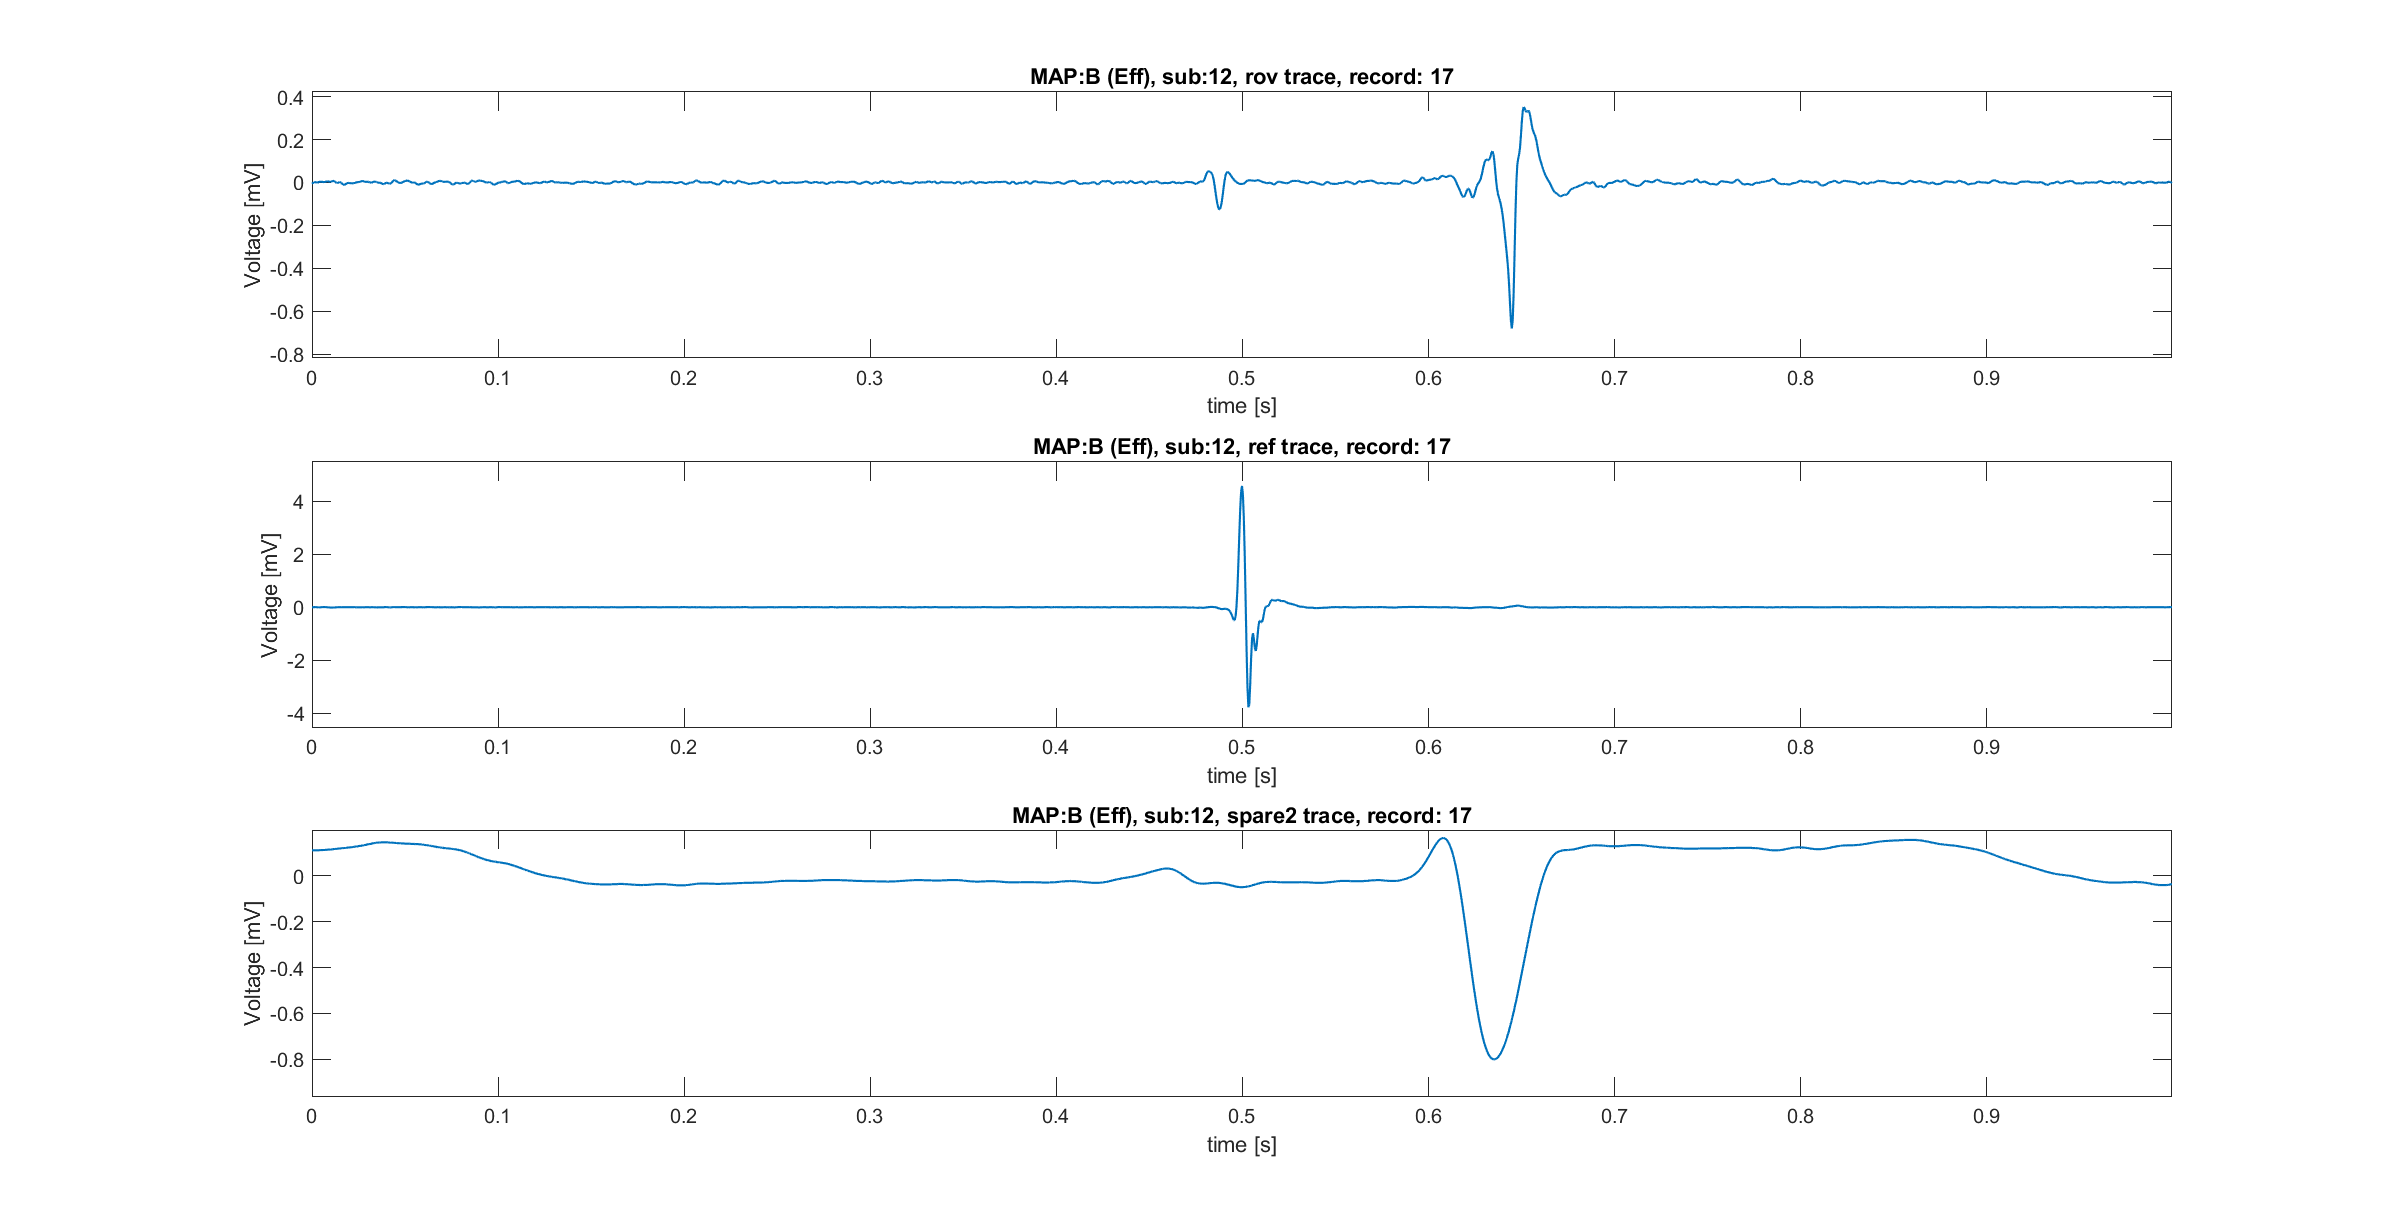 MAP:B (Eff), sub:12, rov trace, record: 17
0.4
0.2
0
-0.2
-0.4
-0.6
-0.8
Voltage [mV]
0 0.1 0.2 0.3 0.4 0.5 0.6 0.7 0.8 0.9
time [s]
MAP:B (Eff), sub:12, ref trace, record: 17
4
2
0
-2
-4
Voltage [mV]
0 0.1 0.2 0.3 0.4 0.5 0.6 0.7 0.8 0.9
time [s]
MAP:B (Eff), sub:12, spare2 trace, record: 17
0
-0.2
-0.4
-0.6
-0.8
Voltage [mV]
0 0.1 0.2 0.3 0.4 0.5 0.6 0.7 0.8 0.9
time [s]